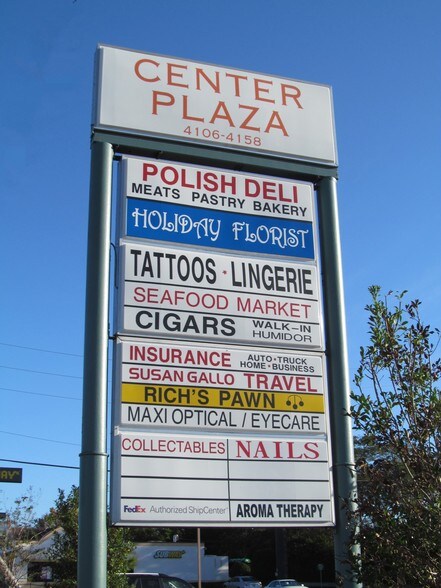 CENTER
PLAZA
4106-4158
POLISH DELI
MEATS PASTRY BAKERY
HOLIDAY FLORIST
TATTOOS · LINGERIE
SEAFOOD MARKET
CIGARS WALK-IN HUMIDOR
INSURANCE AUTO·TRUCK HOME·BUSINESS
SUSAN GALLO TRAVEL
RICH'S PAWN
MAXI OPTICAL / EYECARE
COLLECTABLES NAILS
FedEx Authorized ShipCenter AROMA THERAPY